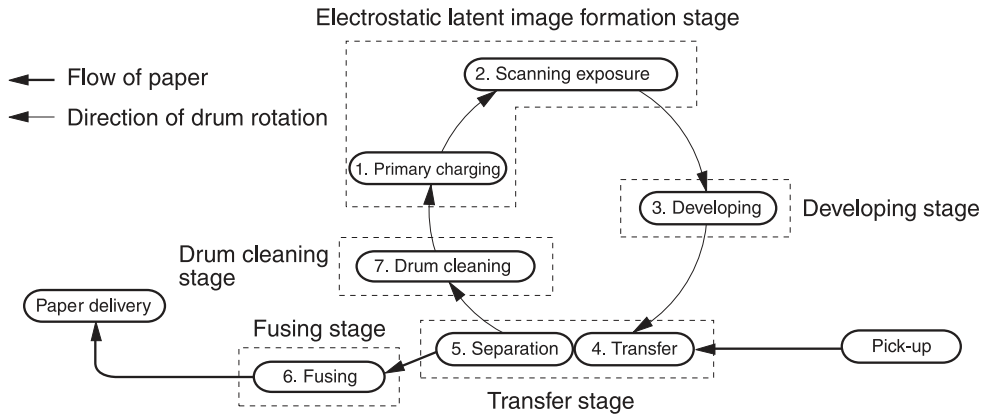 Electrostatic latent image formation stage
Flow of paper
Direction of drum rotation
2. Scanning exposure
1. Primary charging
3. Developing
Developing stage
Drum cleaning
stage
7. Drum cleaning
Paper delivery
Fusing stage
5. Separation
4. Transfer
Pick-up
6. Fusing
Transfer stage